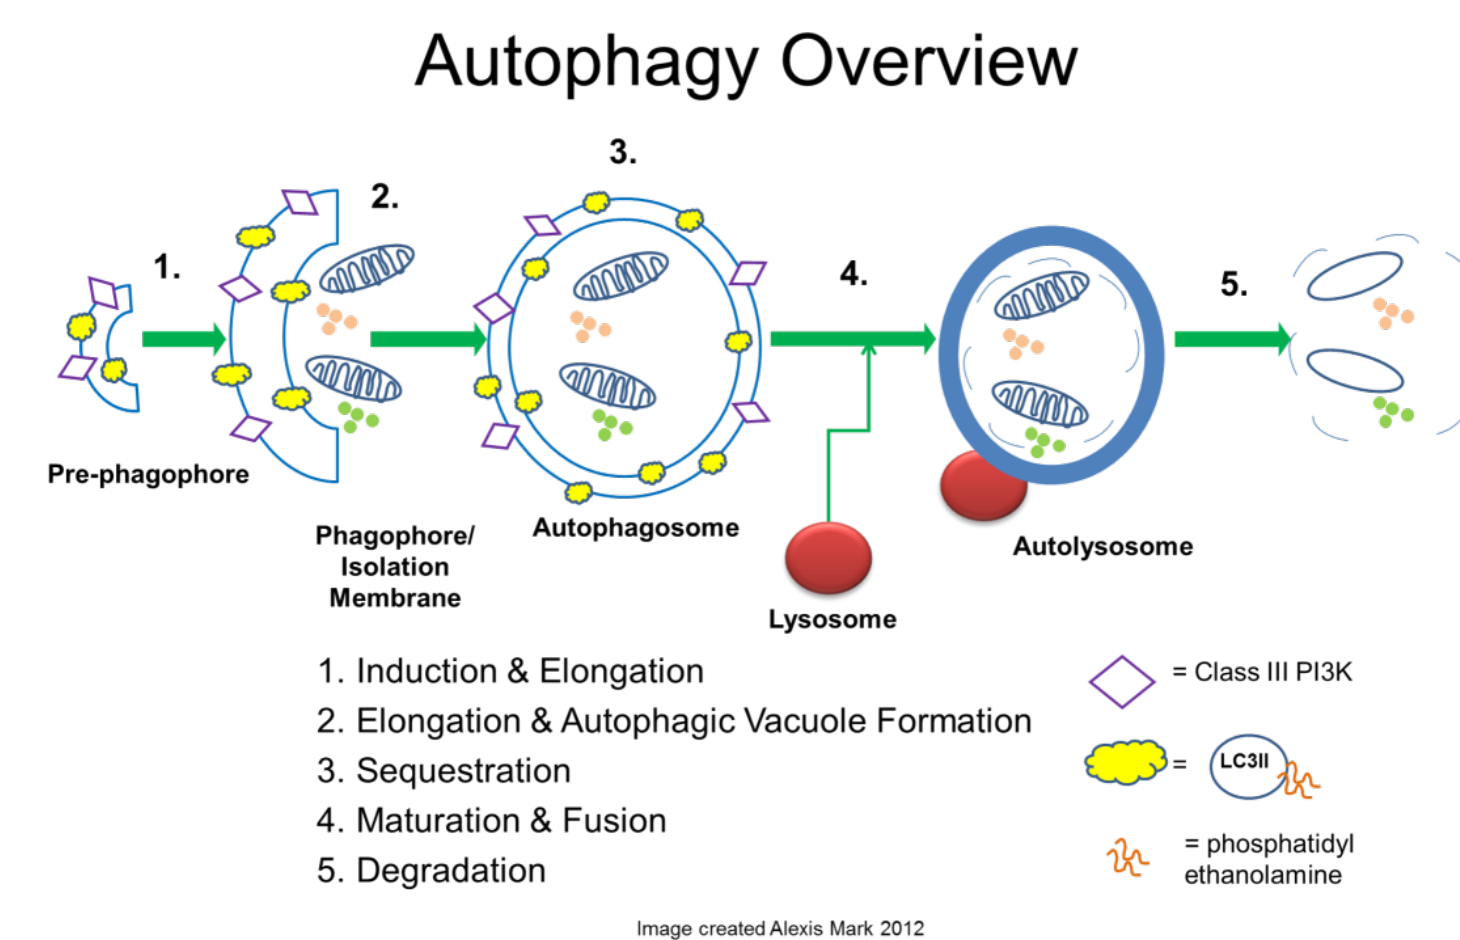 Autophagy Overview
3.
2.
1.
4.
5.
Pre-phagophore
Phagophore/
Isolation
Membrane
Autophagosome
Lysosome
Autolysosome
1. Induction & Elongation
2. Elongation & Autophagic Vacuole Formation
3. Sequestration
4. Maturation & Fusion
5. Degradation
= Class III PI3K
= LC3II
= phosphatidyl
ethanolamine
Image created Alexis Mark 2012